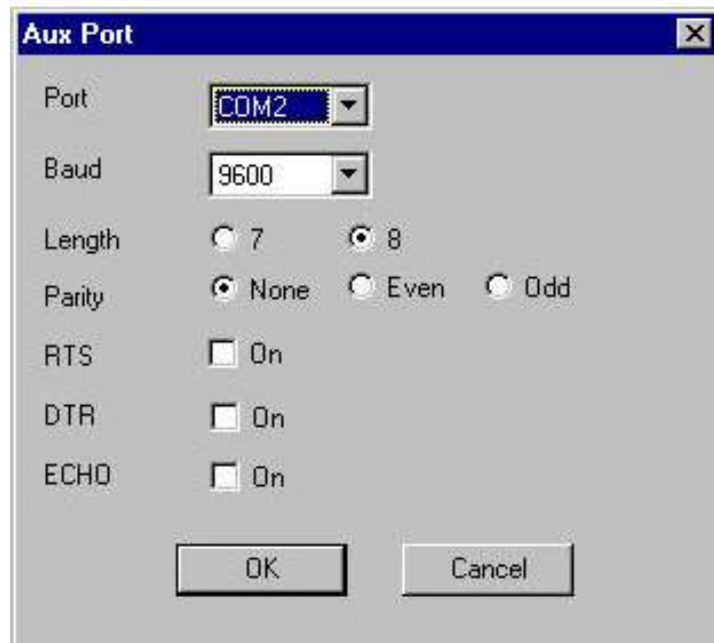 Aux Port
Port COM2
Baud 9600
Length 7 8
Parity None Even Odd
RTS On
DTR On
ECHO On
OK Cancel